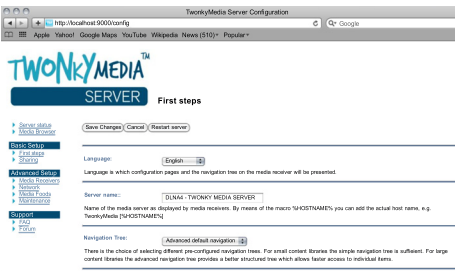 TwonkyMedia Server Configuration
http://localhost:9000/config
Google
Apple Yahoo! Google Maps YouTube Wikipedia News (510) Popular
TWONKYMEDIA™
SERVER
First steps
Server status
Media Browser
Save Changes Cancel Restart server
Basic Setup
First steps
Sharing
Advanced Setup
Media Receivers
Network
Media Feeds
Maintenance
Support
FAQ
Forum
Language: English
Language in which configuration pages and the navigation tree on the media receiver will be presented.
Server name:: DLNA4 - TWONKY MEDIA SERVER
Name of the media server as displayed by media receivers. By means of the macro %HOSTNAME% you can add the actual host name, e.g.
TwonkyMedia [%HOSTNAME%]
Navigation Tree: Advanced default navigation
There is the choice of selecting different pre-configured navigation trees. For small content libraries the simple navigation tree is suffizient. For large
content libraries the advanced navigation tree provides a better structured tree which allows faster access to individual items.